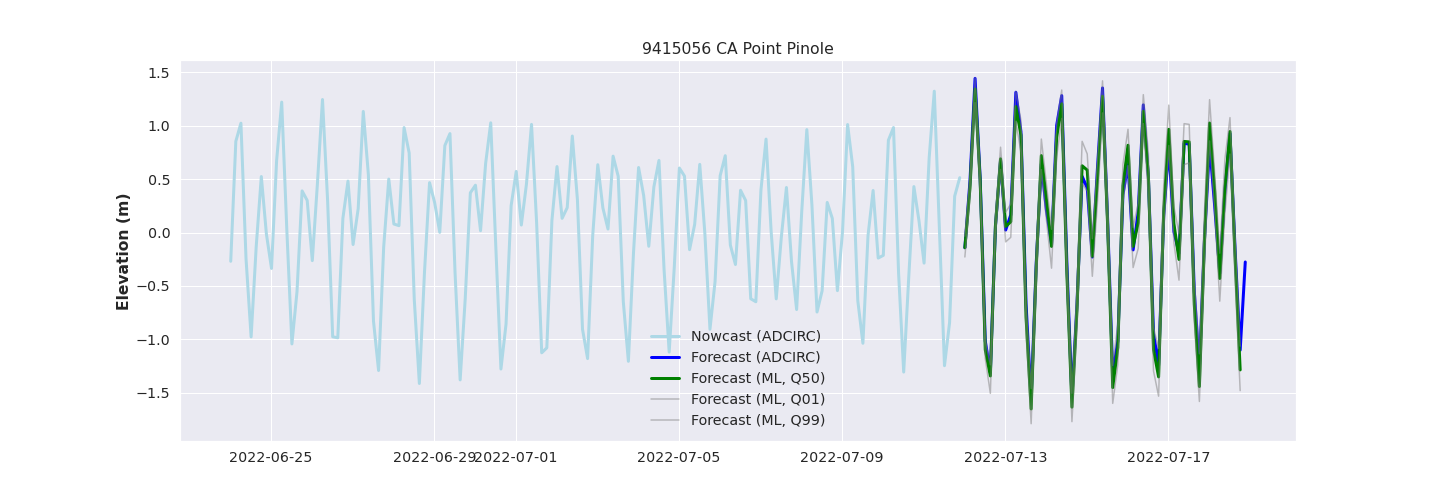 9415056 CA Point Pinole
Elevation (m)
1.5
1.0
0.5
0.0
−0.5
−1.0
−1.5
Nowcast (ADCIRC)
Forecast (ADCIRC)
Forecast (ML, Q50)
Forecast (ML, Q01)
Forecast (ML, Q99)
2022-06-25 2022-06-29 2022-07-01 2022-07-05 2022-07-09 2022-07-13 2022-07-17